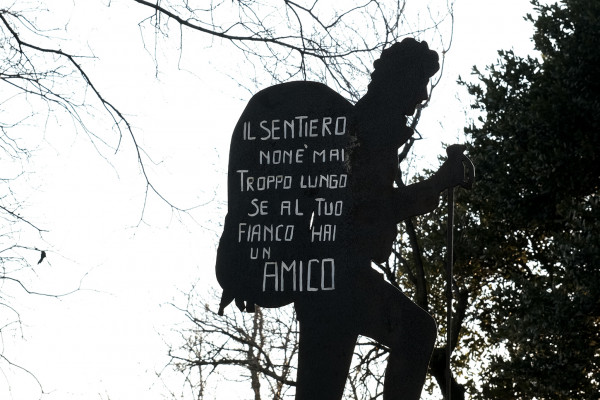 IL SENTIERO
NON E' MAI
TROPPO LUNGO
SE AL TUO
FIANCO HAI
UN
AMICO